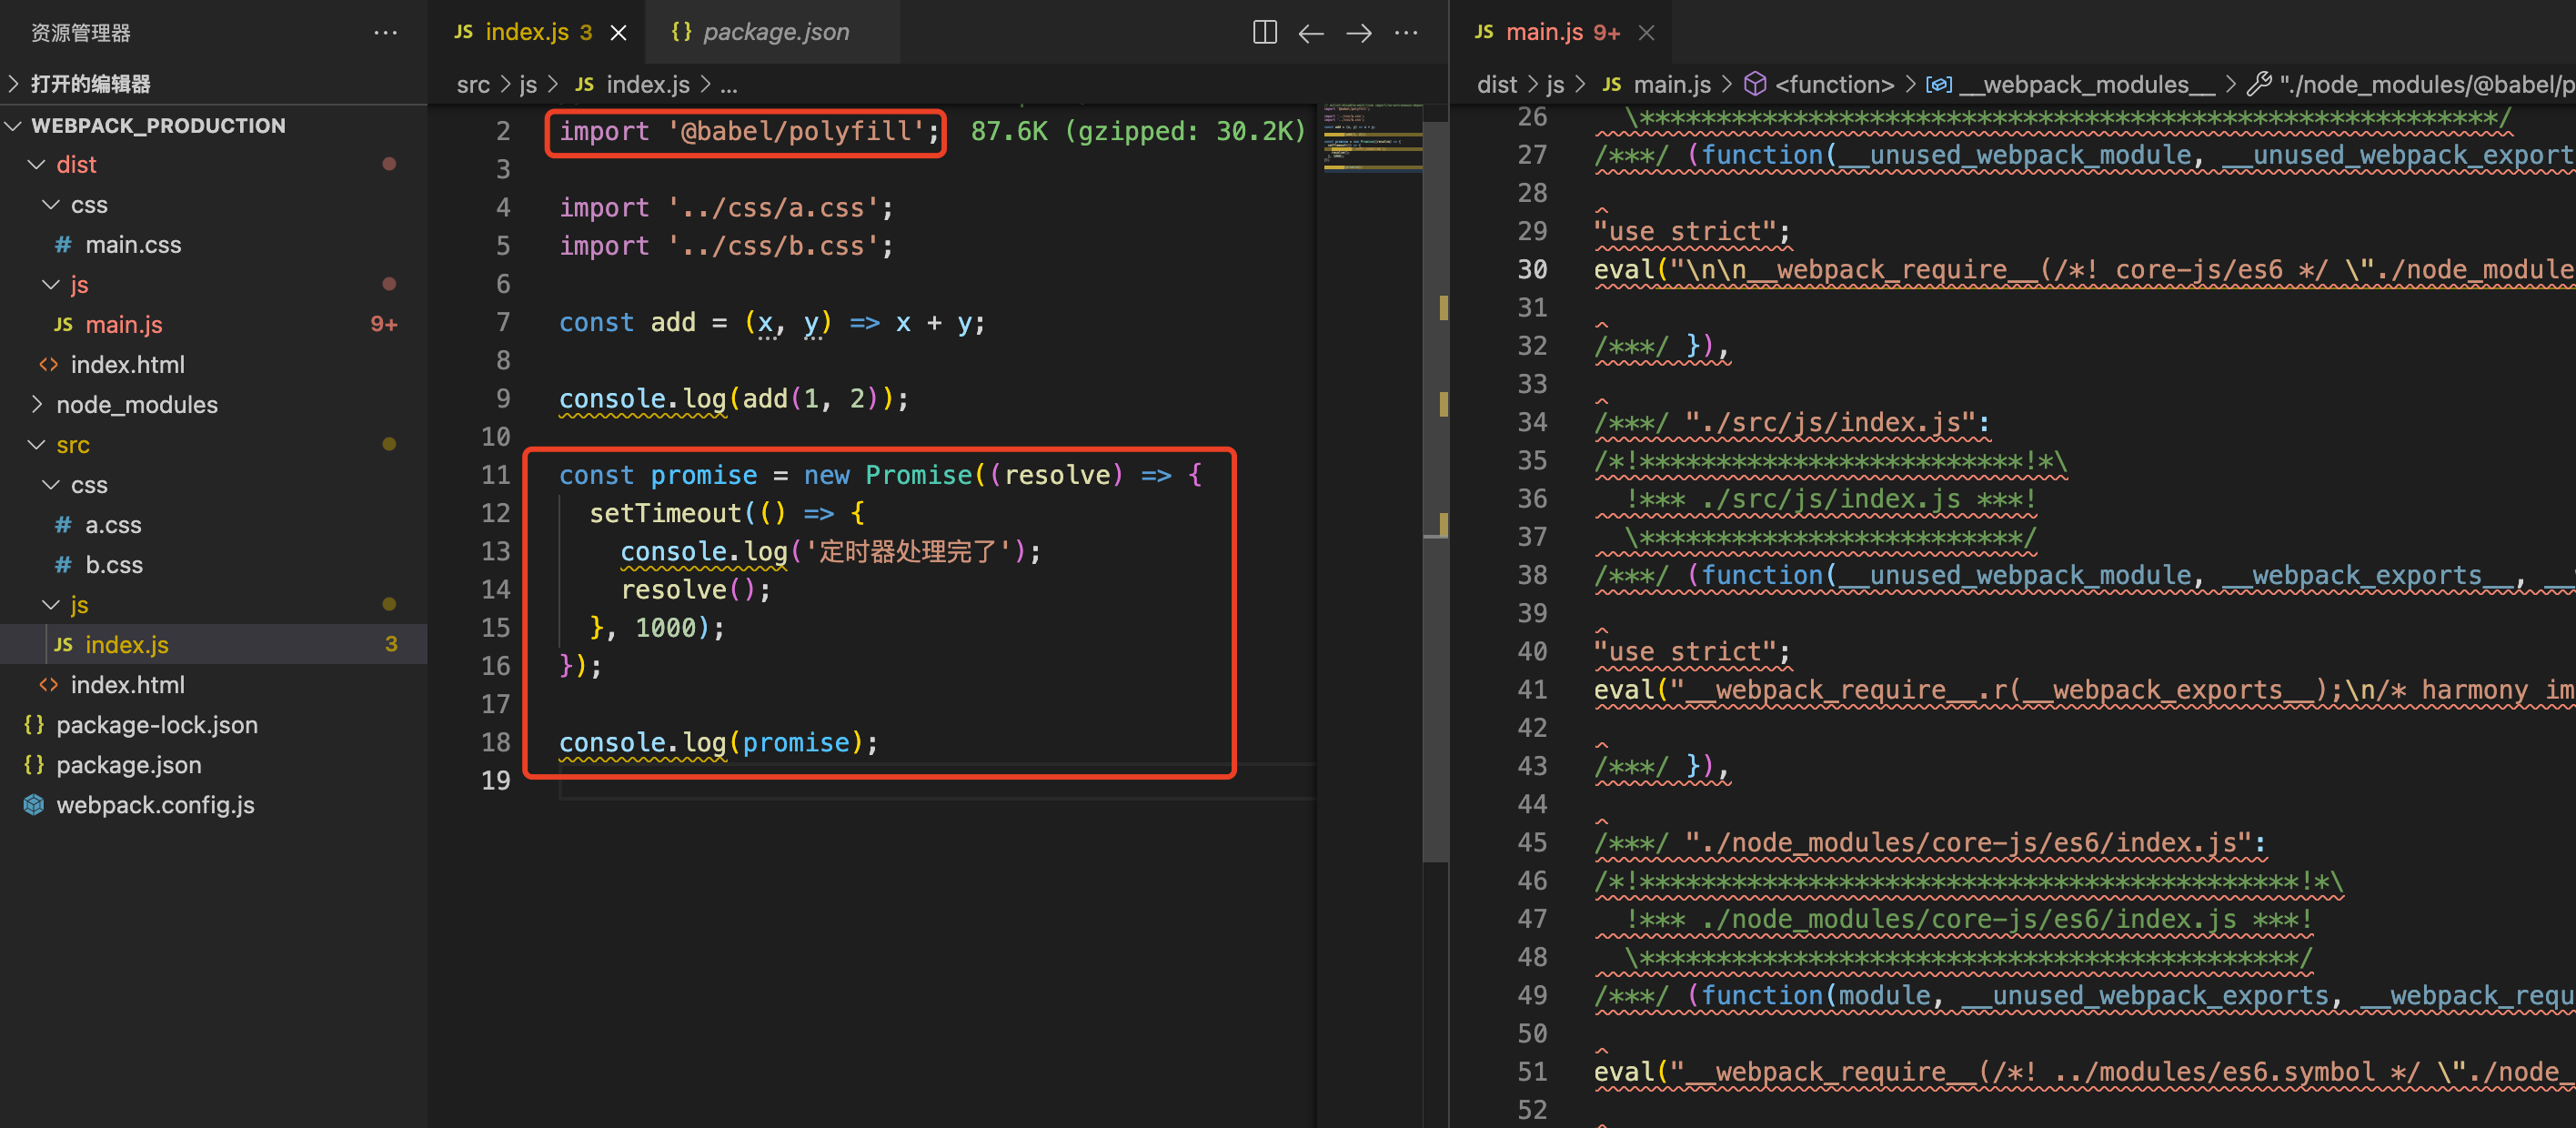 资源管理器
···
打开的编辑器
WEBPACK_PRODUCTION
dist
css
# main.css
js
JS main.js 9+
<> index.html
node_modules
src
css
# a.css
# b.css
js
JS index.js 3
<> index.html
{} package-lock.json
{} package.json
webpack.config.js
JS index.js 3 ×
{} package.json
···
src > js > JS index.js > ...
2 import '@babel/polyfill'; 87.6K (gzipped: 30.2K)
3
4 import '../css/a.css';
5 import '../css/b.css';
6
7 const add = (x, y) => x + y;
8
9 console.log(add(1, 2));
10
11 const promise = new Promise((resolve) => {
12 setTimeout(() => {
13 console.log('定时器处理完了');
14 resolve();
15 }, 1000);
16 });
17
18 console.log(promise);
19
JS main.js 9+ ×
dist > js > JS main.js > <function> > __webpack_modules__ > "./node_modules/@babel/p
26 \********************************************************/
27 /***/ (function(__unused_webpack_module, __unused_webpack_export
28
29 "use strict";
30 eval("\n\n__webpack_require__(/*! core-js/es6 */ \"./node_module
31
32 /***/ }),
33
34 /***/ "./src/js/index.js":
35 /*!*************************!*\
36 !*** ./src/js/index.js ***!
37 \*************************/
38 /***/ (function(__unused_webpack_module, __webpack_exports__, __
39
40 "use strict";
41 eval("__webpack_require__.r(__webpack_exports__);\n/* harmony im
42
43 /***/ }),
44
45 /***/ "./node_modules/core-js/es6/index.js":
46 /*!*******************************************!*\
47 !*** ./node_modules/core-js/es6/index.js ***!
48 \*******************************************/
49 /***/ (function(module, __unused_webpack_exports, __webpack_requ
50
51 eval("__webpack_require__(/*! ../modules/es6.symbol */ \"./node_
52